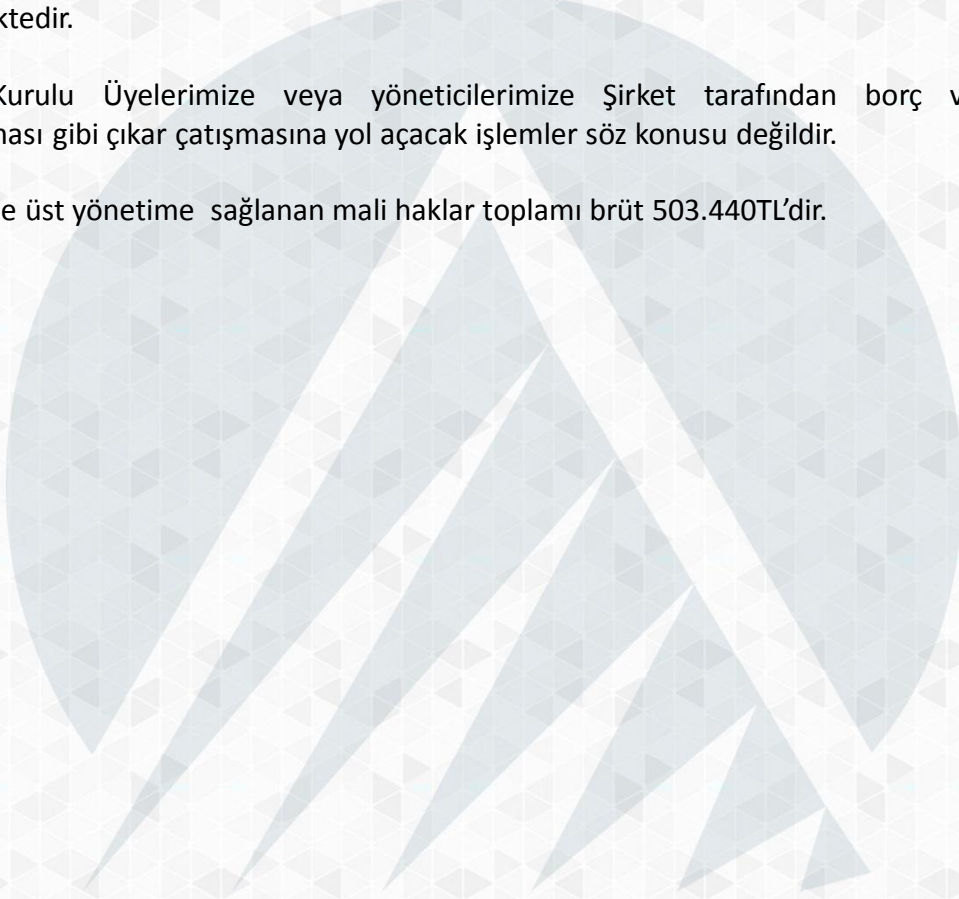 ktedir.
Kurulu Üyelerimize veya yöneticilerimize Şirket tarafından borç v
ması gibi çıkar çatışmasına yol açacak işlemler söz konusu değildir.
e üst yönetime sağlanan mali haklar toplamı brüt 503.440TL’dir.